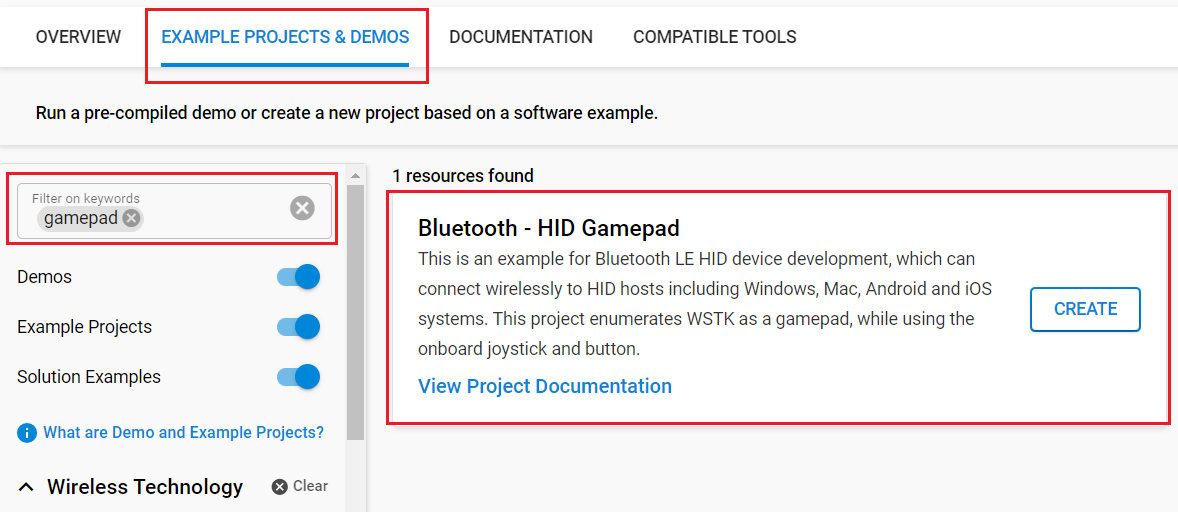 OVERVIEW EXAMPLE PROJECTS & DEMOS DOCUMENTATION COMPATIBLE TOOLS
Run a pre-compiled demo or create a new project based on a software example.
Filter on keywords
gamepad
Demos
Example Projects
Solution Examples
What are Demo and Example Projects?
Wireless Technology Clear
1 resources found
Bluetooth - HID Gamepad
This is an example for Bluetooth LE HID device development, which can
connect wirelessly to HID hosts including Windows, Mac, Android and iOS
systems. This project enumerates WSTK as a gamepad, while using the
onboard joystick and button.
View Project Documentation
CREATE